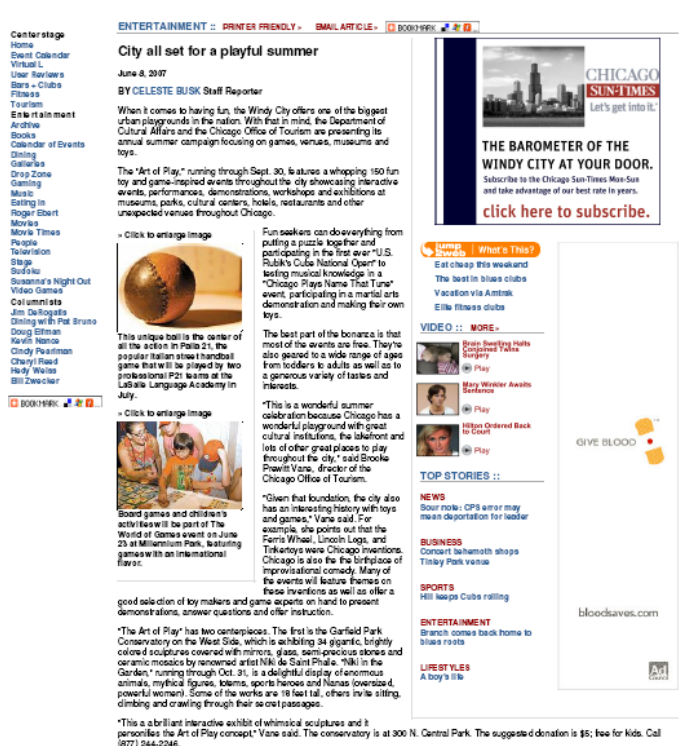 Centerstage
Home
Event Calendar
Virtual L
User Reviews
Bars + Clubs
Fitness
Tourism
Entertainment
Archive
Books
Calendar of Events
Dining
Galleries
Drop Zone
Gaming
Music
Eating In
Roger Ebert
Movies
Movie Times
People
Television
Stage
Sudoku
Susanna's Night Out
Video Games
Columnists
Jim DeRogatis
Dining with Pat Bruno
Doug Elfman
Kevin Nance
Cindy Pearlman
Cheryl Reed
Hedy Weiss
Bill Zwecker
BOOKMARK
ENTERTAINMENT :: PRINTER FRIENDLY » EMAIL ARTICLE » BOOKMARK
City all set for a playful summer
June 8, 2007
BY CELESTE BUSK Staff Reporter
When it comes to having fun, the Windy City offers one of the biggest
urban playgrounds in the nation. With that in mind, the Department of
Cultural Affairs and the Chicago Office of Tourism are presenting its
annual summer campaign focusing on games, venues, museums and
toys.
The "Art of Play," running through Sept. 30, features a whopping 150 fun
toy and game-inspired events throughout the city showcasing interactive
events, performances, demonstrations, workshops and exhibitions at
museums, parks, cultural centers, hotels, restaurants and other
unexpected venues throughout Chicago.
» Click to enlarge image
This unique ball is the center of
all the action in Palla 21, the
popular Italian street handball
game that will be played by two
professional P21 teams at the
LaSalle Language Academy in
July.
» Click to enlarge image
Board games and children's
activities will be part of The
World of Games event on June
23 at Millennium Park, featuring
games with an international
flavor.
Fun seekers can do everything from
putting a puzzle together and
participating in the first ever "U.S.
Rubik's Cube National Open" to
testing musical knowledge in a
"Chicago Plays Name That Tune"
event, participating in a martial arts
demonstration and making their own
toys.
The best part of the bonanza is that
most of the events are free. They're
also geared to a wide range of ages
from toddlers to adults as well as to
a generous variety of tastes and
interests.
"This is a wonderful summer
celebration because Chicago has a
wonderful playground with great
cultural institutions, the lakefront and
lots of other great places to play
throughout the city," said Brooke
Prewitt Vane, director of the
Chicago Office of Tourism.
"Given that foundation, the city also
has an interesting history with toys
and games," Vane said. For
example, she points out that the
Ferris Wheel, Lincoln Logs, and
Tinkertoys were Chicago inventions.
Chicago is also the the birthplace of
improvisational comedy. Many of
the events will feature themes on
these inventions as well as offer a
good selection of toy makers and game experts on hand to present
demonstrations, answer questions and offer instruction.
"The Art of Play" has two centerpieces. The first is the Garfield Park
Conservatory on the West Side, which is exhibiting 34 gigantic, brightly
colored sculptures covered with mirrors, glass, semi-precious stones and
ceramic mosaics by renowned artist Niki de Saint Phalle. "Niki in the
Garden," running through Oct. 31, is a delightful display of enormous
animals, mythical figures, totems, sports heroes and Nanas (oversized,
powerful women). Some of the works are 18 feet tall, others invite sitting,
climbing and crawling through their secret passages.
"This a a brilliant interactive exhibit of whimsical sculptures and it
personifies the Art of Play concept," Vane said. The conservatory is at 300 N. Central Park. The suggested donation is $5; free for kids. Call
(877) 244-2246.
CHICAGO
SUN-TIMES
Let's get into it.
THE BAROMETER OF THE
WINDY CITY AT YOUR DOOR.
Subscribe to the Chicago Sun-Times Mon-Sun
and take advantage of our best rate in years.
click here to subscribe.
jump 2web What's This?
Eat cheap this weekend
The best in blues clubs
Vacation via Amtrak
Elite fitness clubs
VIDEO :: MORE »
Brain Swelling Halts
Conjoined Twins
Surgery
Play
Mary Winkler Awaits
Sentence
Play
Hilton Ordered Back
to Court
Play
TOP STORIES ::
NEWS
Sour note: CPS error may
mean deportation for leader
BUSINESS
Concert behemoth shops
Tinley Park venue
SPORTS
Hill keeps Cubs rolling
ENTERTAINMENT
Branch comes back home to
blues roots
LIFESTYLES
A boy's life
GIVE BLOOD
bloodsaves.com
Ad
Council